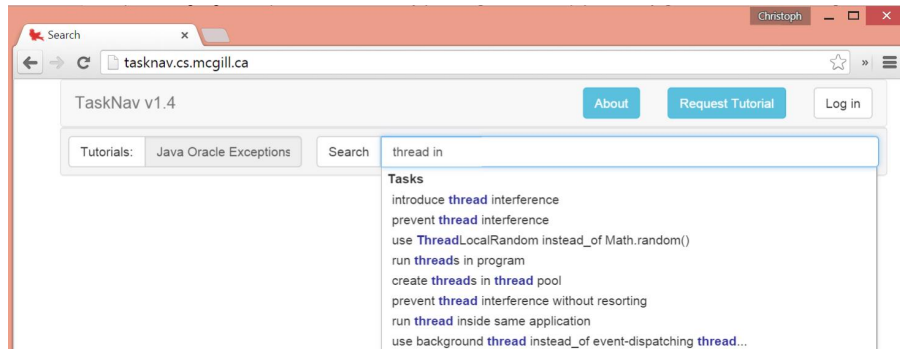 Christoph
Search
tasknav.cs.mcgill.ca
TaskNav v1.4 About Request Tutorial Log in
Tutorials: Java Oracle Exceptions Search thread in
Tasks
introduce thread interference
prevent thread interference
use ThreadLocalRandom instead_of Math.random()
run threads in program
create threads in thread pool
prevent thread interference without resorting
run thread inside same application
use background thread instead_of event-dispatching thread...